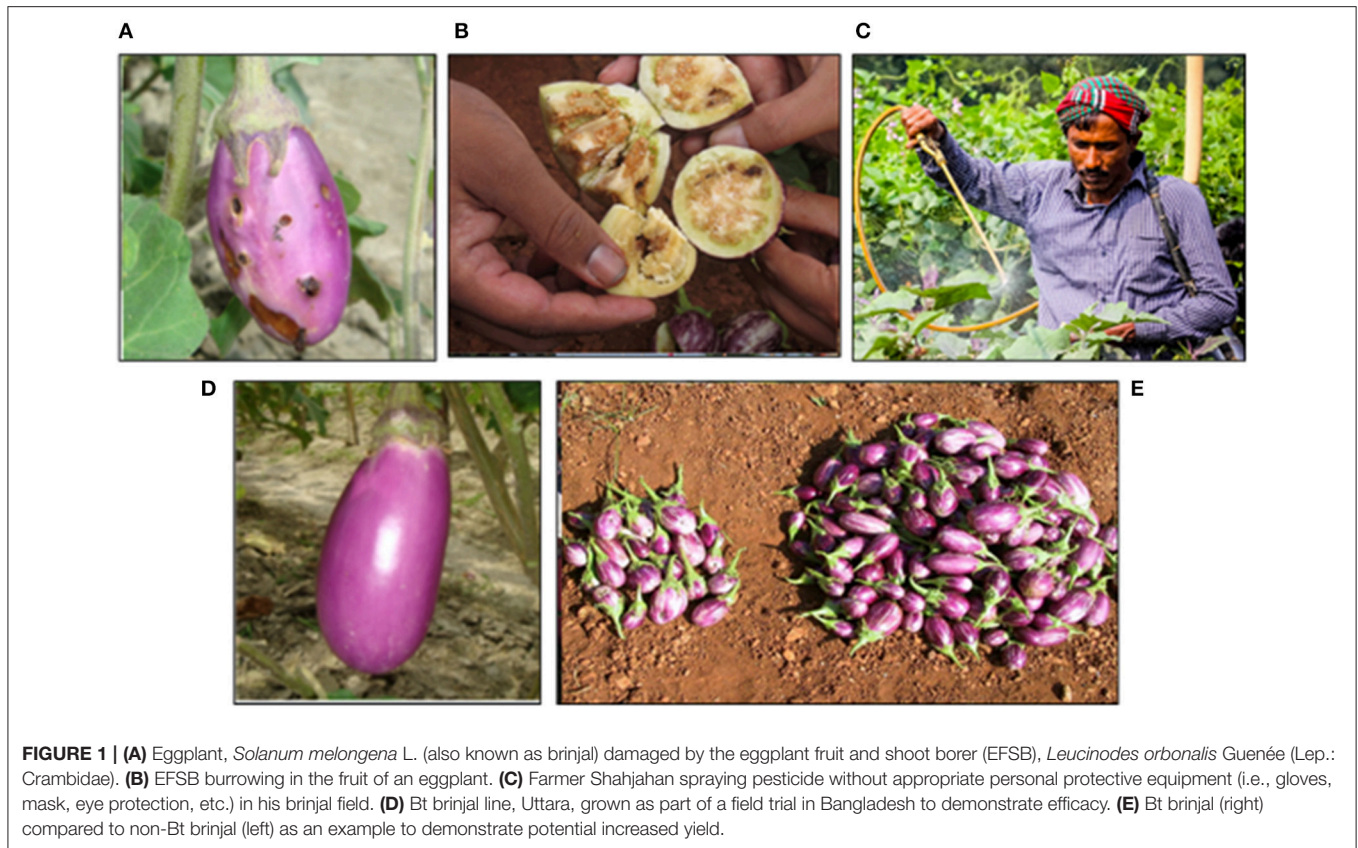 A
B
C
D
E
FIGURE 1 | (A) Eggplant, Solanum melongena L. (also known as brinjal) damaged by the eggplant fruit and shoot borer (EFSB), Leucinodes orbonalis Guenée (Lep.:
Crambidae). (B) EFSB burrowing in the fruit of an eggplant. (C) Farmer Shahjahan spraying pesticide without appropriate personal protective equipment (i.e., gloves,
mask, eye protection, etc.) in his brinjal field. (D) Bt brinjal line, Uttara, grown as part of a field trial in Bangladesh to demonstrate efficacy. (E) Bt brinjal (right)
compared to non-Bt brinjal (left) as an example to demonstrate potential increased yield.